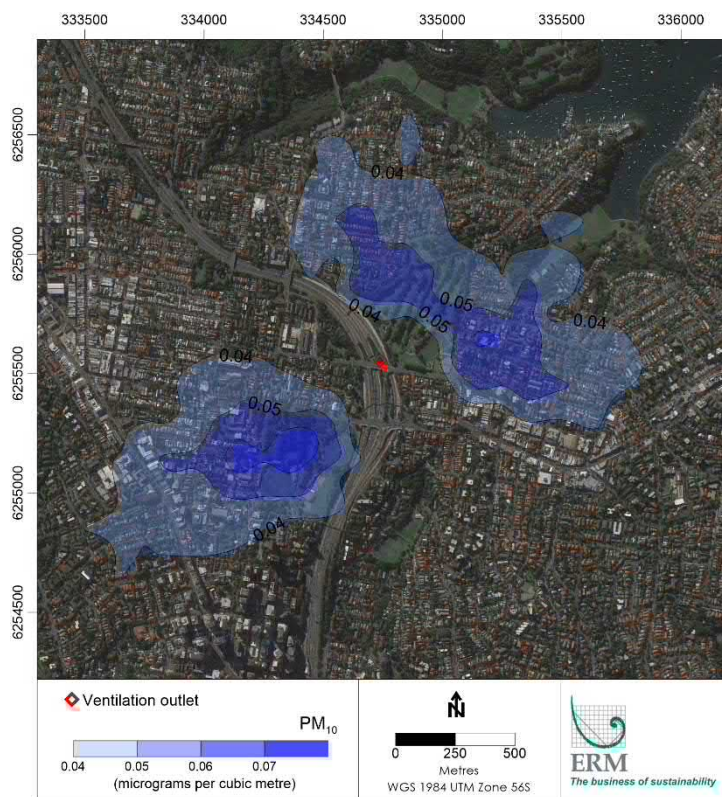 333500 334000 334500 335000 335500 336000
6256500
6256000
6255500
6255000
6254500
0.04
0.05
0.04
0.05
0.04
0.04
0.05
0.04
Ventilation outlet
PM10
0.04 0.05 0.06 0.07
(micrograms per cubic metre)
N
0 250 500
Metres
WGS 1984 UTM Zone 56S
ERM
The business of sustainability